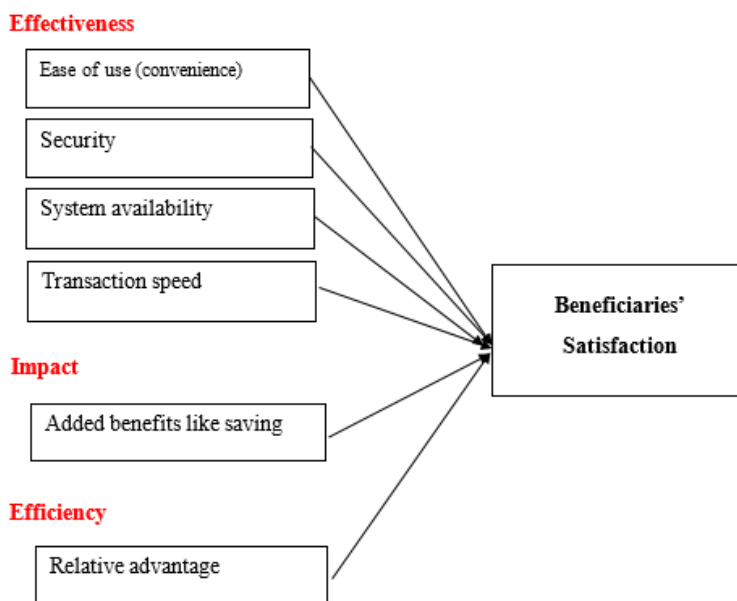 Effectiveness
Ease of use (convenience)
Security
System availability
Transaction speed
Beneficiaries’
Satisfaction
Impact
Added benefits like saving
Efficiency
Relative advantage